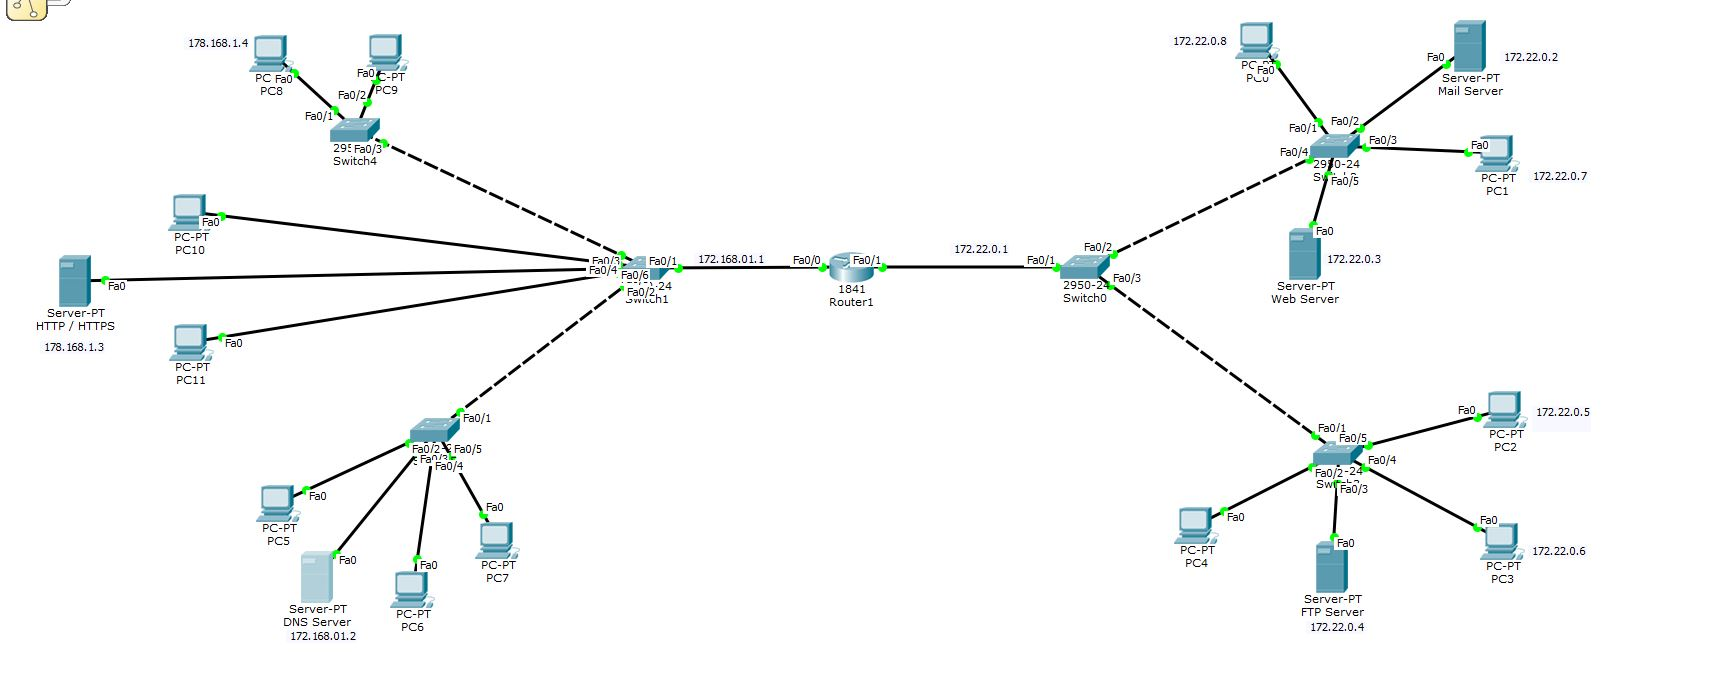 178.168.1.4
Fa0
PC8
Fa0
PC9
Fa0/2
Fa0/1
Fa0/3
Switch4
Fa0
PC-PT
PC10
Fa0
Server-PT
HTTP / HTTPS
178.168.1.3
Fa0
PC-PT
PC11
Fa0/3
Fa0/4
Fa0/1
Fa0/6
Fa0/2
Switch1
172.168.01.1
Fa0/0
Fa0/1
1841
Router1
172.22.0.1
Fa0/1
Fa0/2
Fa0/3
2950-24
Switch0
Fa0/1
Fa0/2
Fa0/5
Fa0/4
Fa0
PC-PT
PC5
Fa0
Server-PT
DNS Server
172.168.01.2
Fa0
PC-PT
PC6
Fa0
PC-PT
PC7
172.22.0.8
Fa0
Fa0
172.22.0.2
Server-PT
Mail Server
Fa0/1
Fa0/2
Fa0/3
Fa0/4
2950-24
Fa0/5
Fa0
PC-PT
PC1
172.22.0.7
Fa0
172.22.0.3
Server-PT
Web Server
Fa0/1
Fa0/5
Fa0/4
Fa0/2
Fa0/3
Fa0
172.22.0.5
PC-PT
PC2
Fa0
PC-PT
PC4
Fa0
Server-PT
FTP Server
172.22.0.4
Fa0
172.22.0.6
PC-PT
PC3